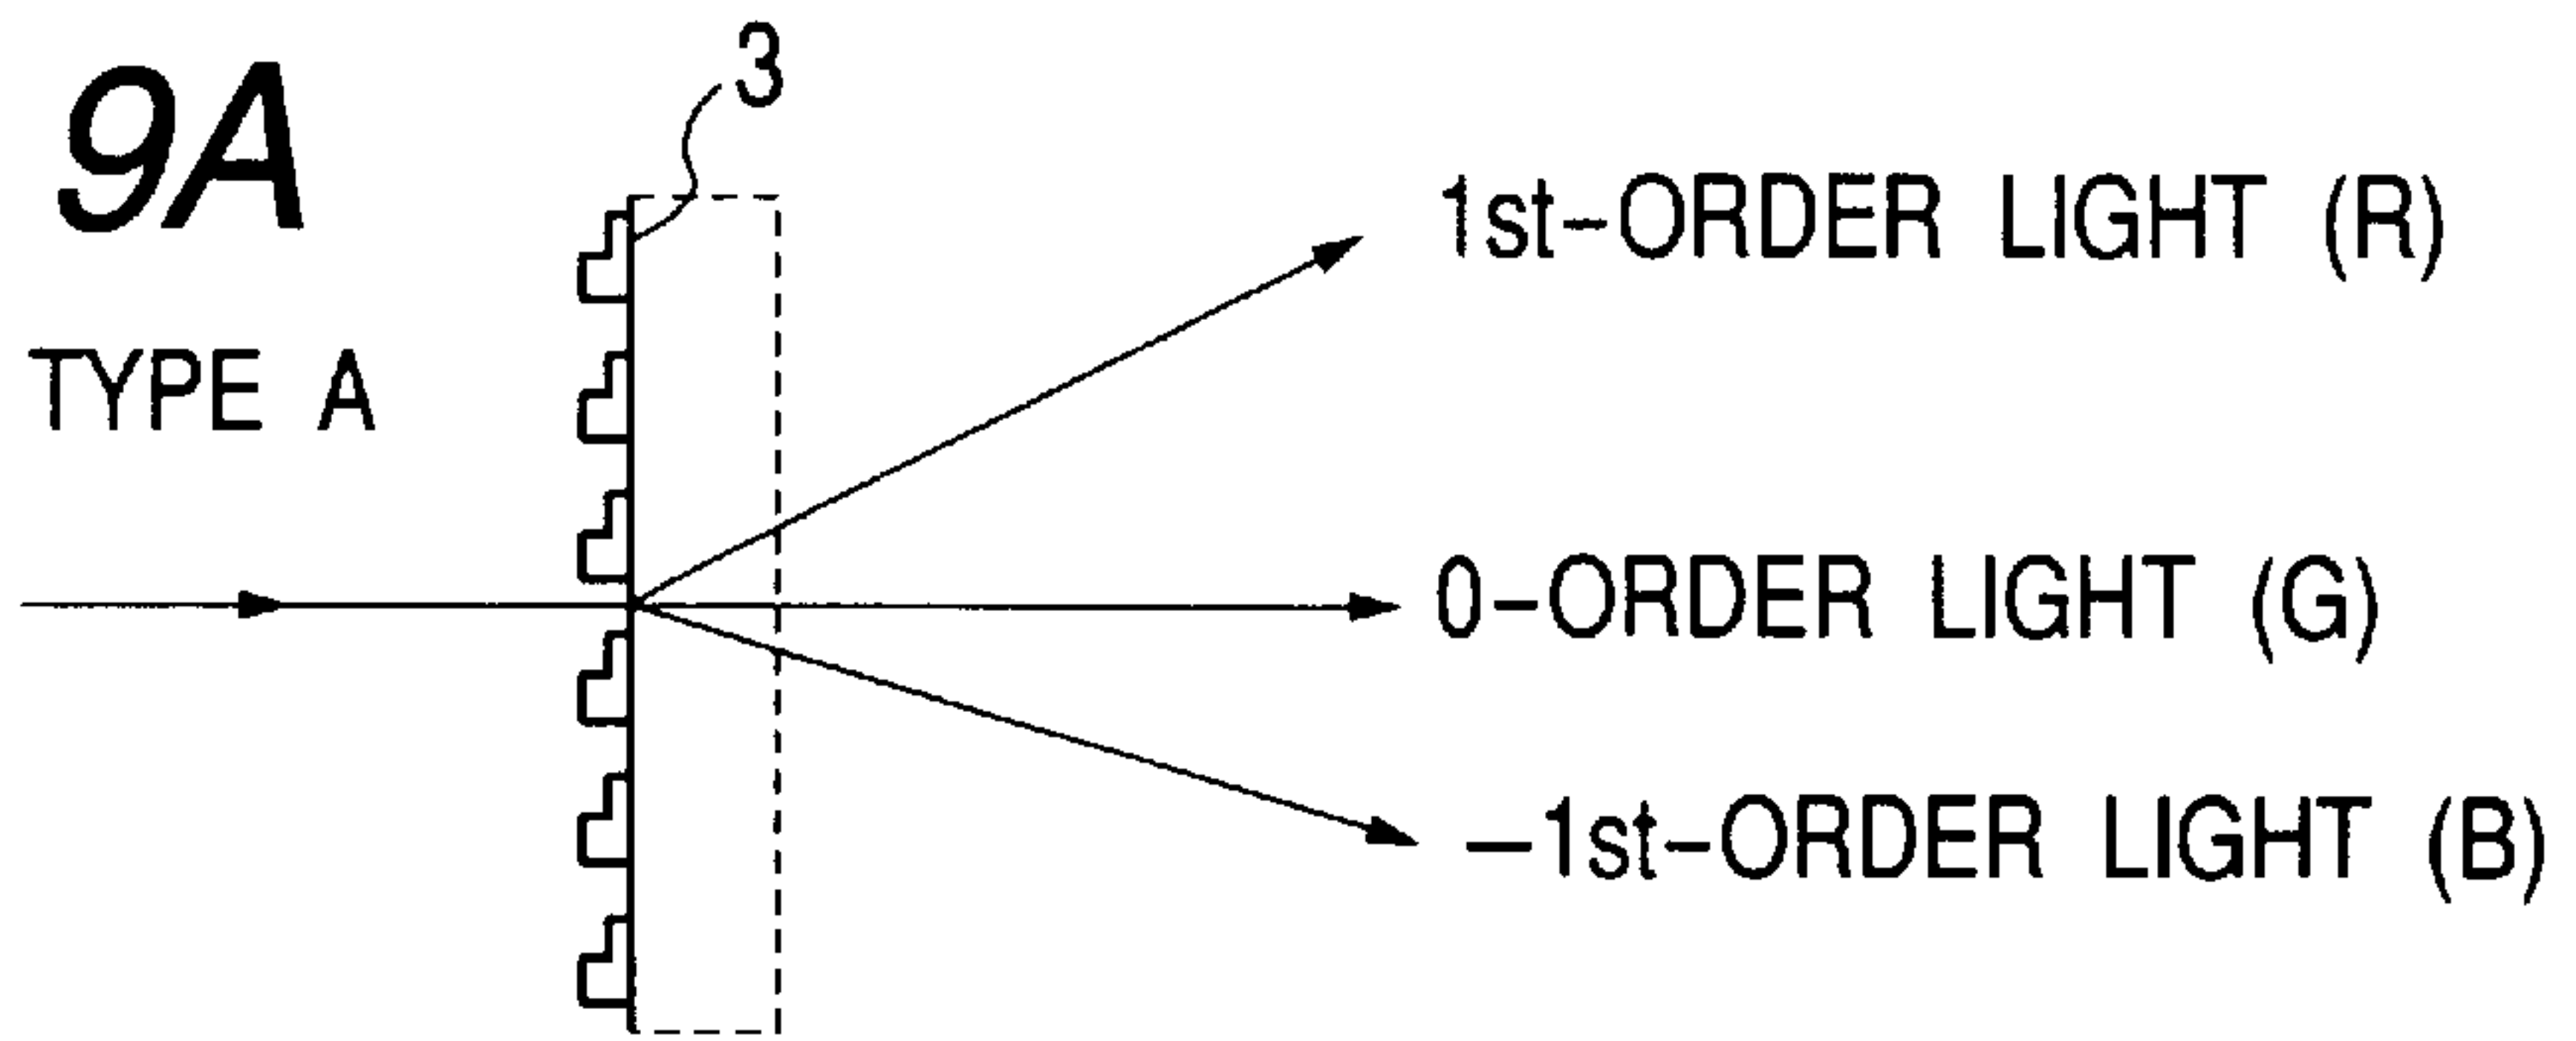 9A
3
TYPE A
1st-ORDER LIGHT (R)
0-ORDER LIGHT (G)
-1st-ORDER LIGHT (B)